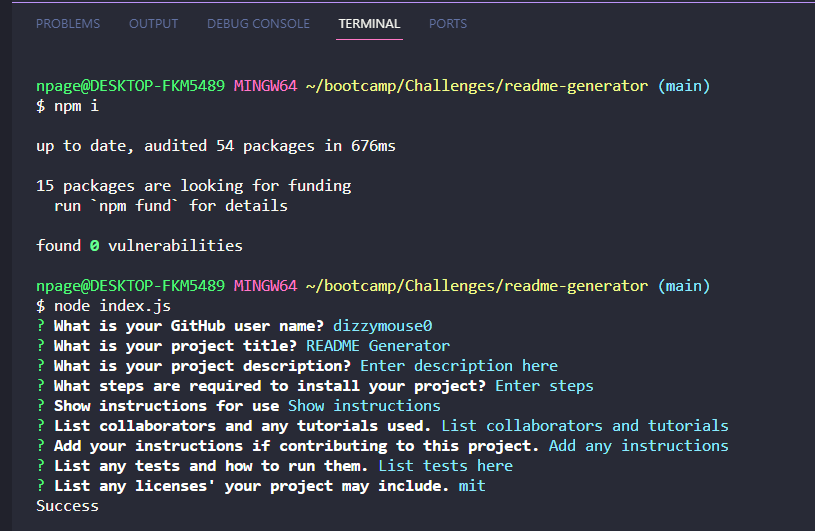 PROBLEMS OUTPUT DEBUG CONSOLE TERMINAL PORTS
npage@DESKTOP-FKM5489 MINGW64 ~/bootcamp/Challenges/readme-generator (main)
$ npm i
up to date, audited 54 packages in 676ms
15 packages are looking for funding
run `npm fund` for details
found 0 vulnerabilities
npage@DESKTOP-FKM5489 MINGW64 ~/bootcamp/Challenges/readme-generator (main)
$ node index.js
? What is your GitHub user name? dizzymouse0
? What is your project title? README Generator
? What is your project description? Enter description here
? What steps are required to install your project? Enter steps
? Show instructions for use Show instructions
? List collaborators and any tutorials used. List collaborators and tutorials
? Add your instructions if contributing to this project. Add any instructions
? List any tests and how to run them. List tests here
? List any licenses' your project may include. mit
Success